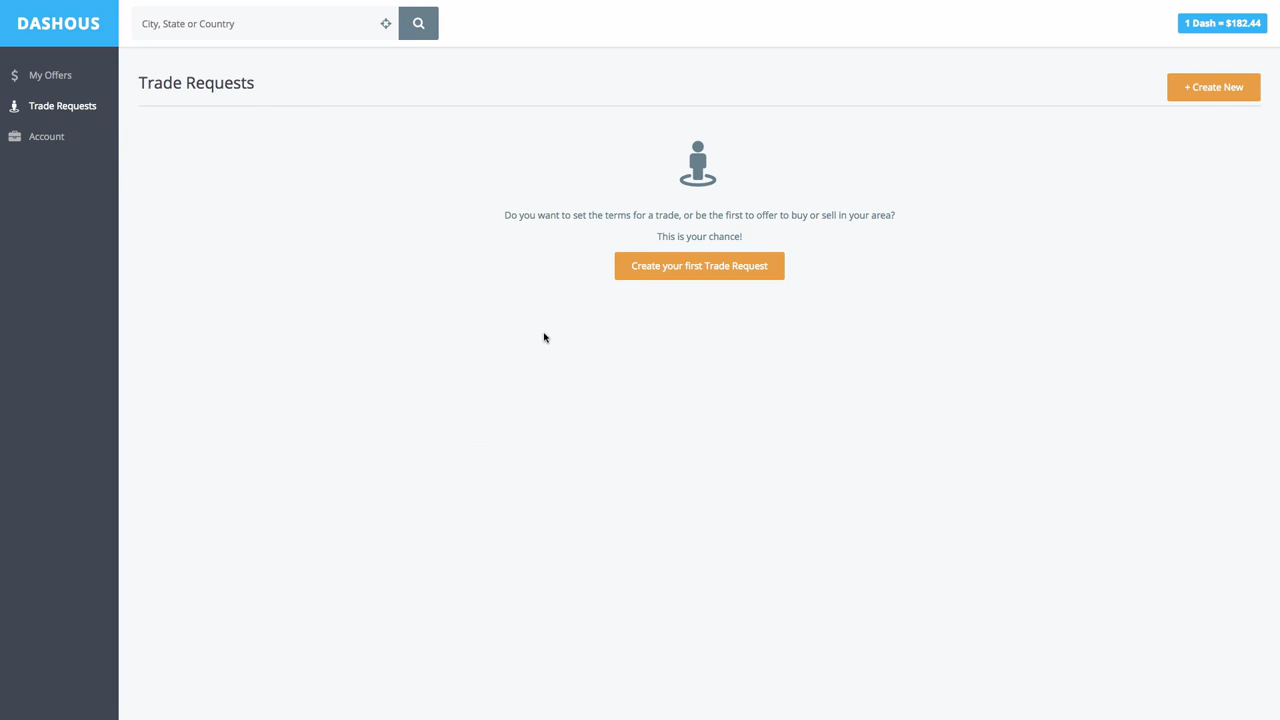 DASHOUS
City, State or Country
1 Dash = $182.44
My Offers
Trade Requests
Account
Trade Requests
+ Create New
Do you want to set the terms for a trade, or be the first to offer to buy or sell in your area?
This is your chance!
Create your first Trade Request